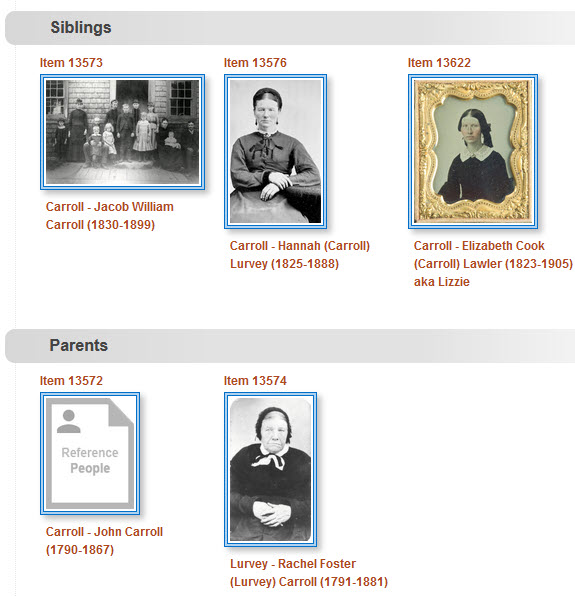 Siblings
Item 13573
Item 13576
Item 13622
Carroll - Jacob William
Carroll (1830-1899)
Carroll - Hannah (Carroll)
Lurvey (1825-1888)
Carroll - Elizabeth Cook
(Carroll) Lawler (1823-1905)
aka Lizzie
Parents
Item 13572
Item 13574
Reference
People
Carroll - John Carroll
(1790-1867)
Lurvey - Rachel Foster
(Lurvey) Carroll (1791-1881)